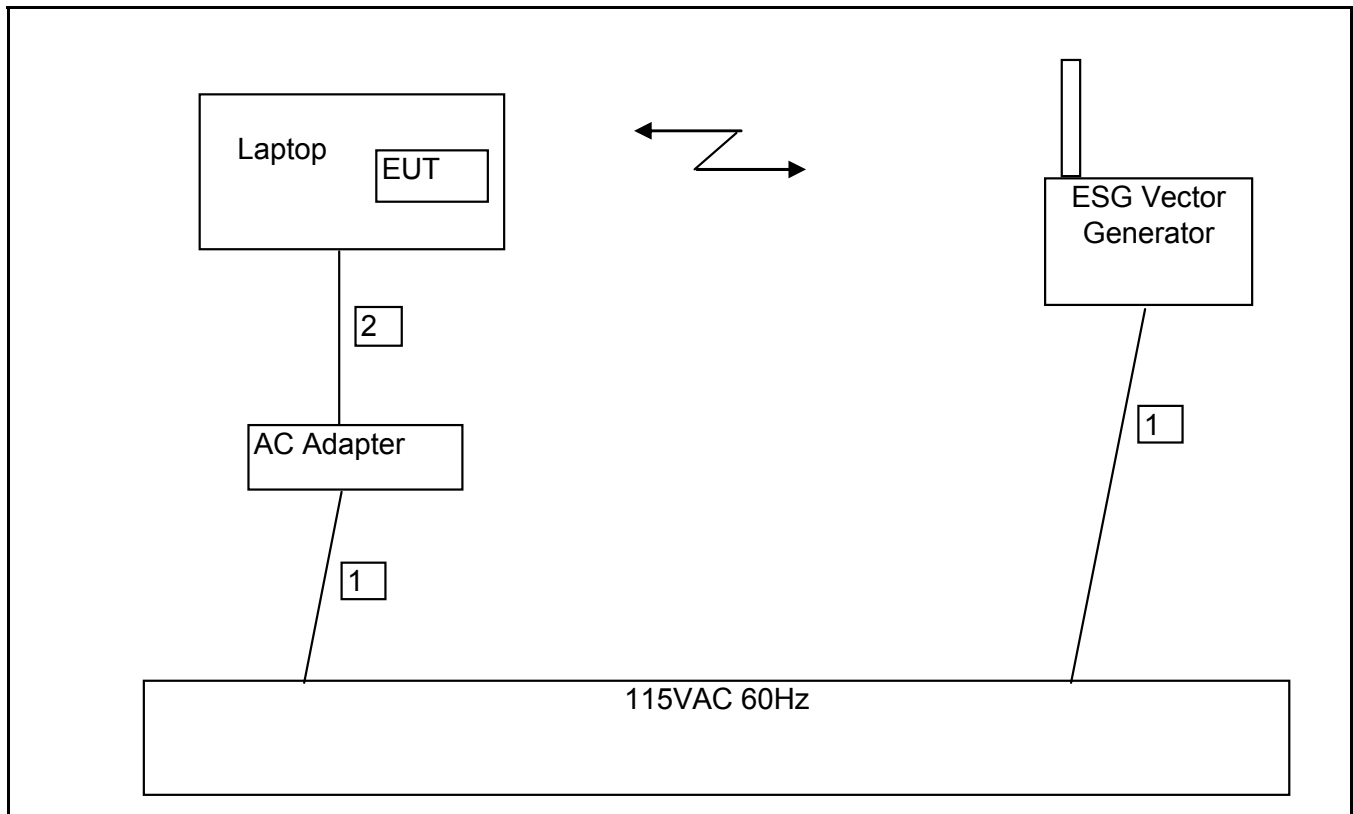 Laptop
EUT
ESG Vector
Generator
2
1
AC Adapter
1
115VAC 60Hz